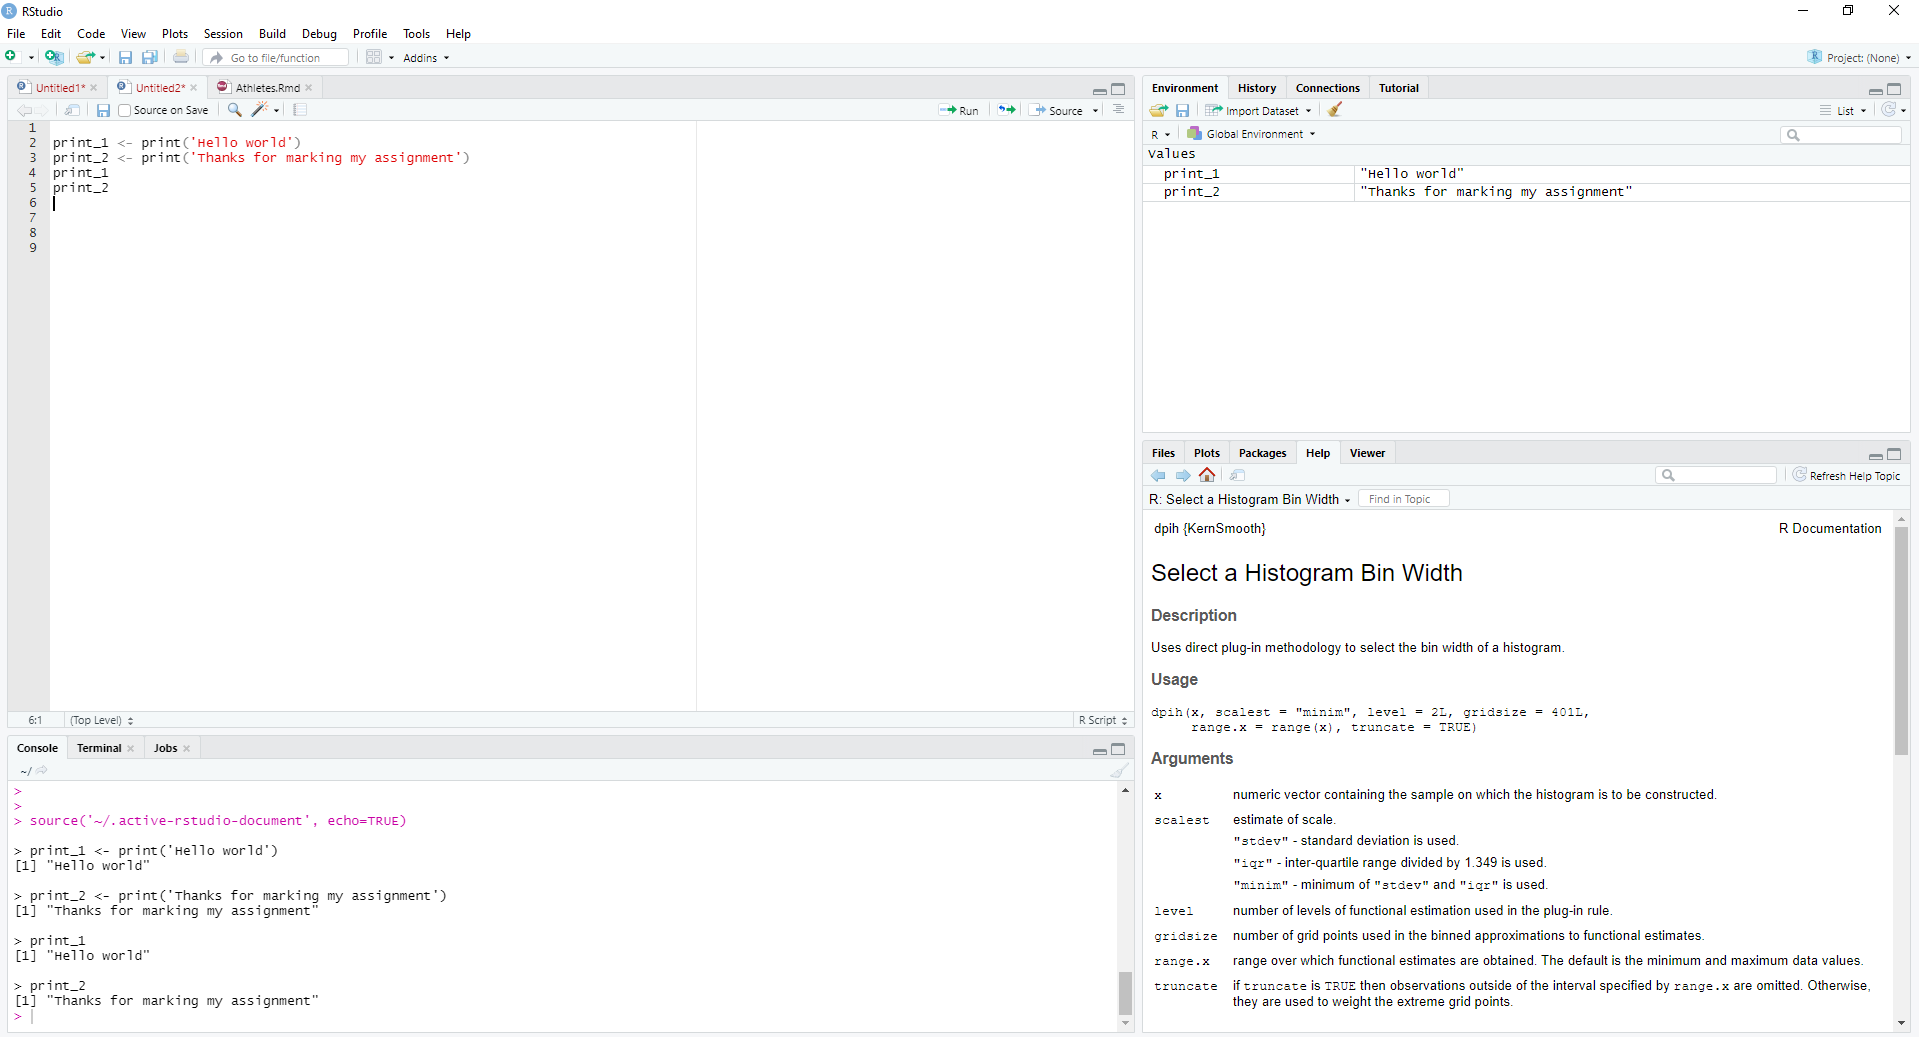 RStudio
File Edit Code View Plots Session Build Debug Profile Tools Help
Go to file/function Addins Project: (None)
Untitled1* Untitled2* Athletes.Rmd
Source on Save Run Source
1
2 print_1 <- print('Hello world')
3 print_2 <- print('Thanks for marking my assignment')
4 print_1
5 print_2
6
7
8
9
6:1 (Top Level) R Script
Console Terminal Jobs
~/
>
>
> source('~/.active-rstudio-document', echo=TRUE)
> print_1 <- print('Hello world')
[1] "Hello world"
> print_2 <- print('Thanks for marking my assignment')
[1] "Thanks for marking my assignment"
> print_1
[1] "Hello world"
> print_2
[1] "Thanks for marking my assignment"
>
Environment History Connections Tutorial
Import Dataset List
R Global Environment
Values
print_1 "Hello world"
print_2 "Thanks for marking my assignment"
Files Plots Packages Help Viewer
Refresh Help Topic
R: Select a Histogram Bin Width Find in Topic
dpih {KernSmooth} R Documentation
Select a Histogram Bin Width
Description
Uses direct plug-in methodology to select the bin width of a histogram.
Usage
dpih(x, scalest = "minim", level = 2L, gridsize = 401L,
range.x = range(x), truncate = TRUE)
Arguments
x numeric vector containing the sample on which the histogram is to be constructed.
scalest estimate of scale.
"stdev" - standard deviation is used.
"iqr" - inter-quartile range divided by 1.349 is used.
"minim" - minimum of "stdev" and "iqr" is used.
level number of levels of functional estimation used in the plug-in rule.
gridsize number of grid points used in the binned approximations to functional estimates.
range.x range over which functional estimates are obtained. The default is the minimum and maximum data values.
truncate if truncate is TRUE then observations outside of the interval specified by range.x are omitted. Otherwise,
they are used to weight the extreme grid points.